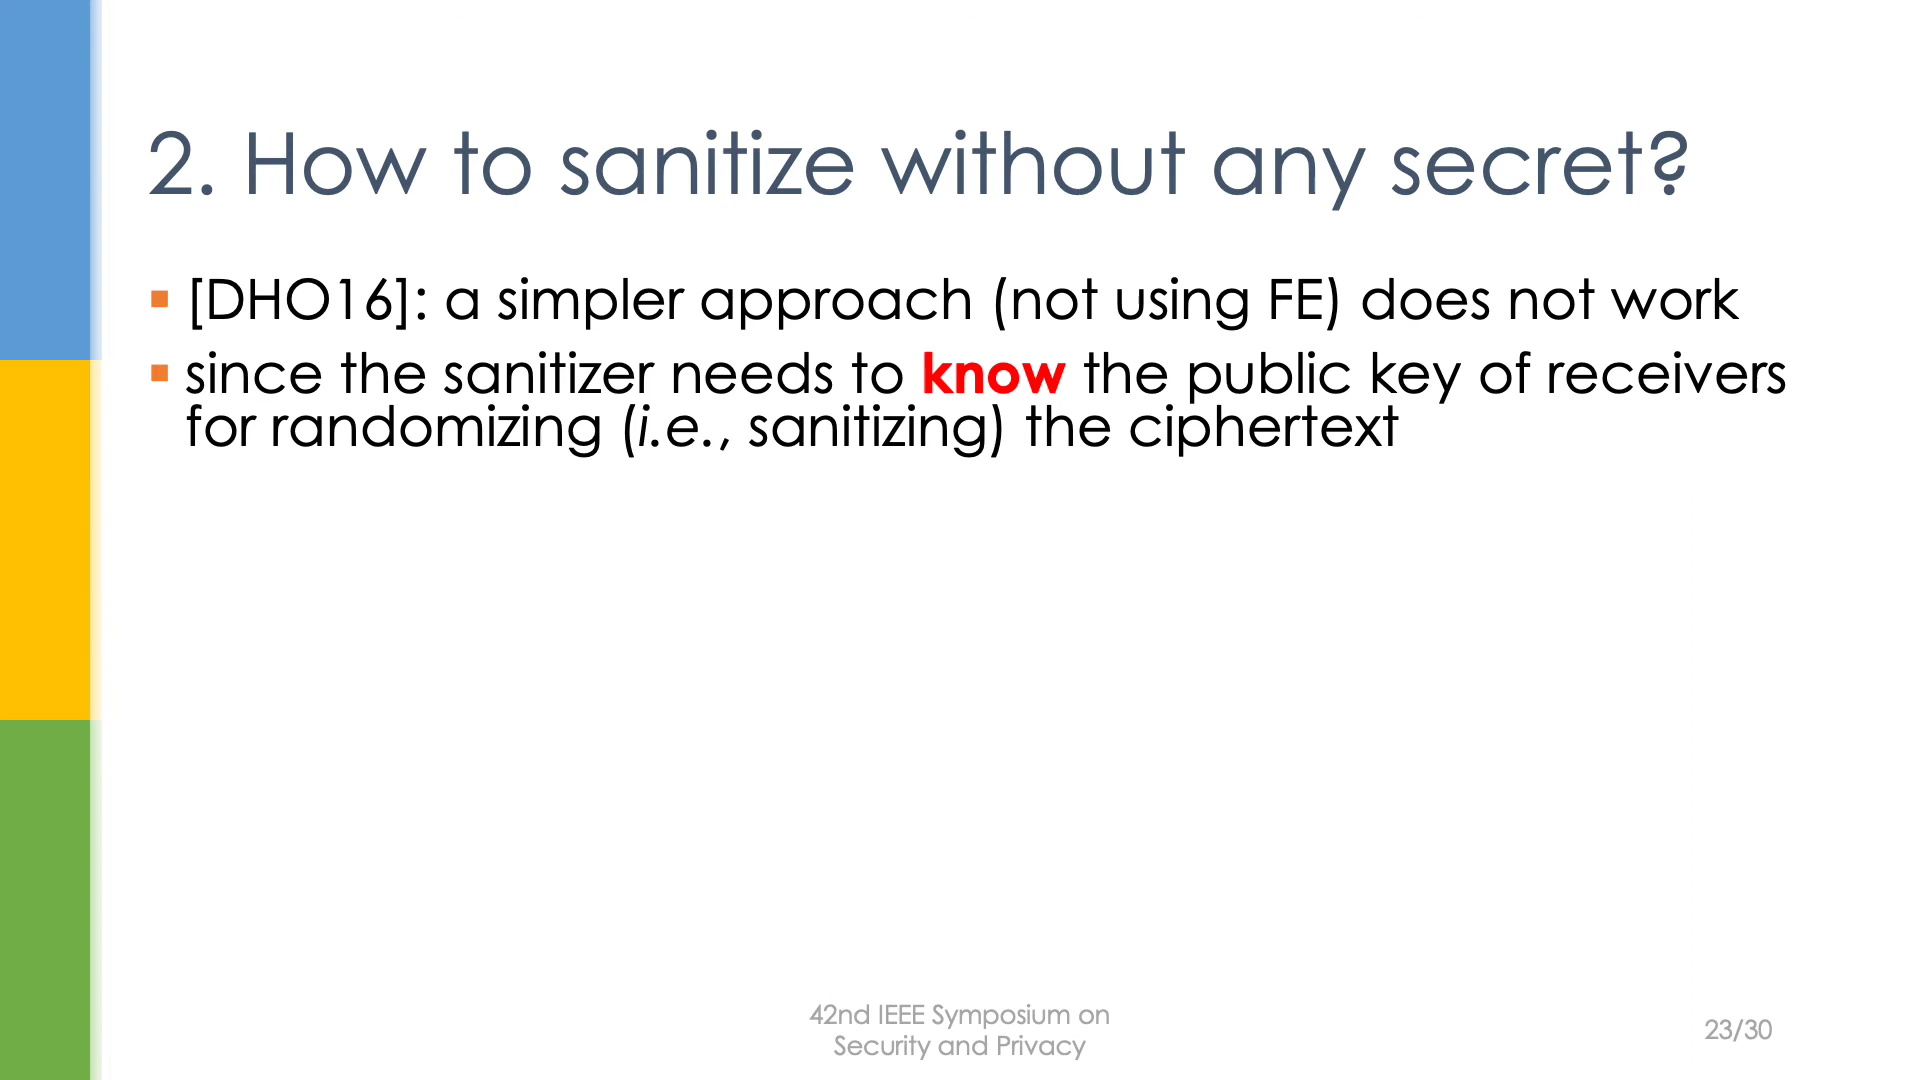 2. How to sanitize without any secret?
[DHO16]: a simpler approach (not using FE) does not work
since the sanitizer needs to know the public key of receivers
for randomizing (i.e., sanitizing) the ciphertext
42nd IEEE Symposium on
Security and Privacy
23/30